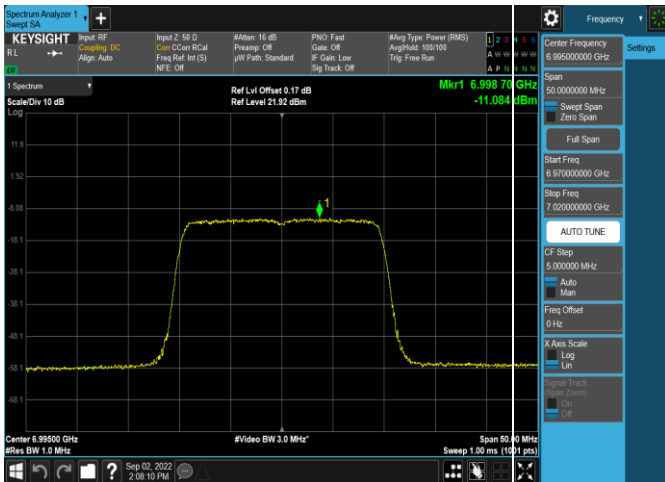 Spectrum Analyzer 1
Swept SA
Frequency
KEYSIGHT
R L
LV
Input: RF
Coupling: DC
Align: Auto
Input Z: 50 Ω
Corr CCorr RCal
Freq Ref: Int (S)
NFE: Off
#Atten: 16 dB
Preamp: Off
µW Path: Standard
PNO: Fast
Gate: Off
IF Gain: Low
Sig Track: Off
#Avg Type: Power (RMS)
Avg|Hold: 100/100
Trig: Free Run
1 2 3 4 5 6
A W W W W W
A P N N N N
1 Spectrum
Scale/Div 10 dB
Log
Ref Lvl Offset 0.17 dB
Ref Level 21.92 dBm
Mkr1 6.998 70 GHz
-11.084 dBm
11.9
1.92
-8.08
-18.1
-28.1
-38.1
-48.1
-58.1
-68.1
1
Center 6.99500 GHz
#Res BW 1.0 MHz
#Video BW 3.0 MHz*
Span 50.00 MHz
Sweep 1.00 ms (1001 pts)
Sep 02, 2022
2:08:10 PM
Center Frequency
6.995000000 GHz
Settings
Span
50.0000000 MHz
Swept Span
Zero Span
Full Span
Start Freq
6.970000000 GHz
Stop Freq
7.020000000 GHz
AUTO TUNE
CF Step
5.000000 MHz
Auto
Man
Freq Offset
0 Hz
X Axis Scale
Log
Lin
Signal Track
(Span Zoom)
On
Off